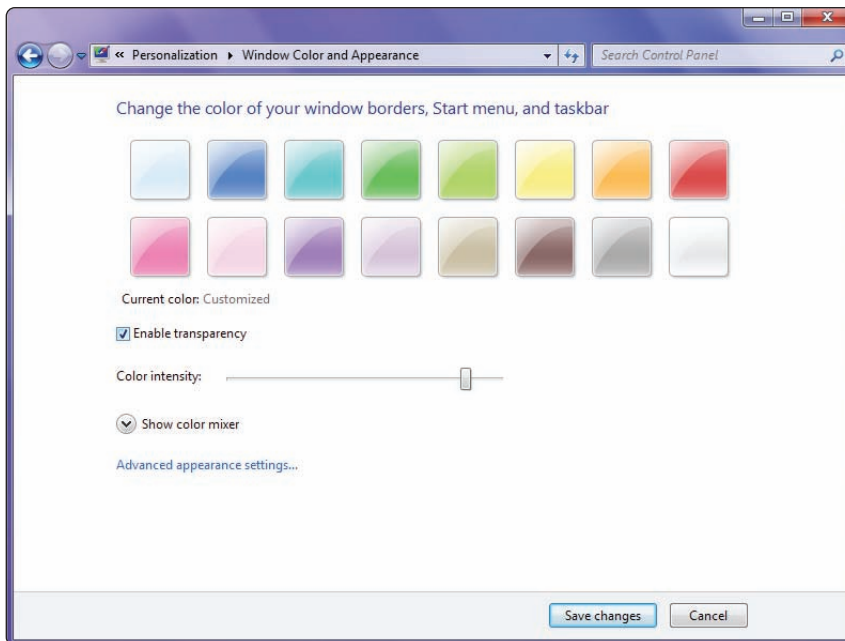 « Personalization ▸ Window Color and Appearance
Search Control Panel
Change the color of your window borders, Start menu, and taskbar
Current color: Customized
Enable transparency
Color intensity:
Show color mixer
Advanced appearance settings...
Save changes
Cancel